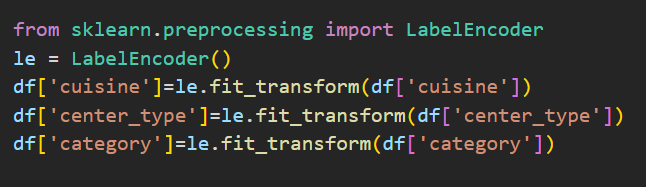 from sklearn.preprocessing import LabelEncoder
le = LabelEncoder()
df['cuisine']=le.fit_transform(df['cuisine'])
df['center_type']=le.fit_transform(df['center_type'])
df['category']=le.fit_transform(df['category'])